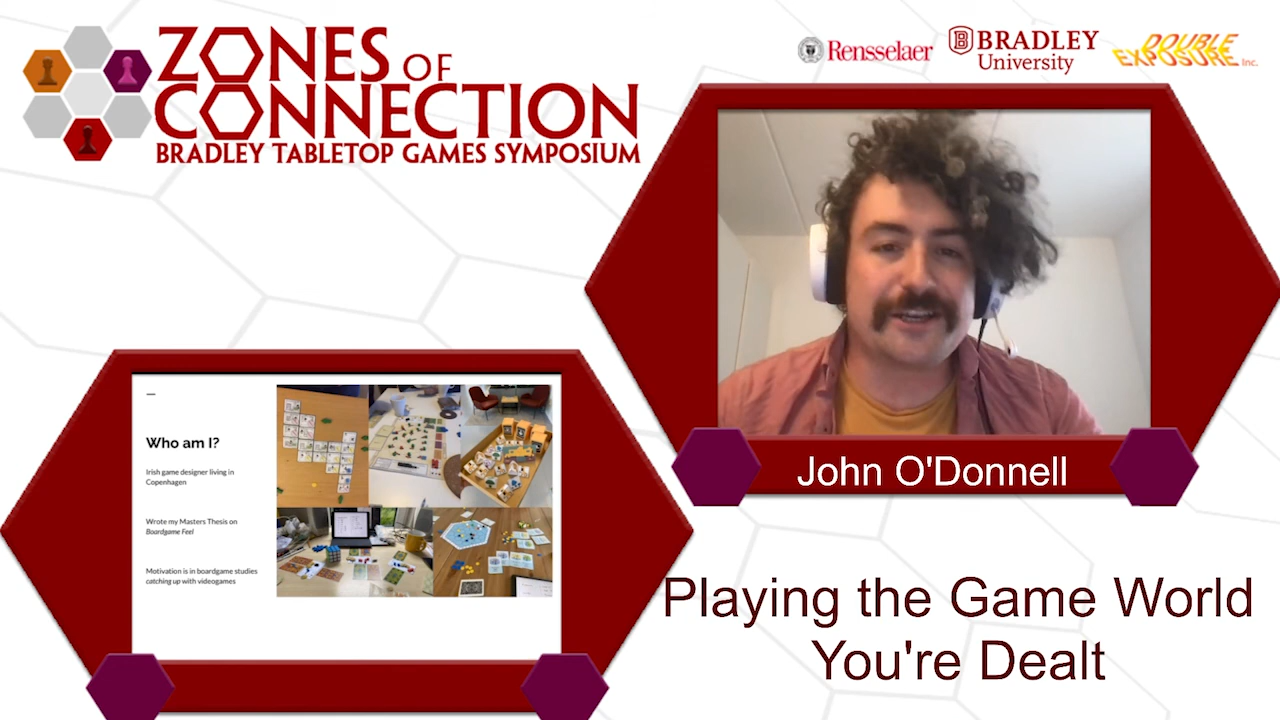 ZONES OF
CONNECTION
BRADLEY TABLETOP GAMES SYMPOSIUM
Rensselaer
BRADLEY
University
DOUBLE
EXPOSURE Inc.
John O'Donnell
Who am I?
Irish game designer living in
Copenhagen
Wrote my Masters Thesis on
Boardgame Feel
Motivation is in boardgame studies
catching up with videogames
Playing the Game World
You're Dealt